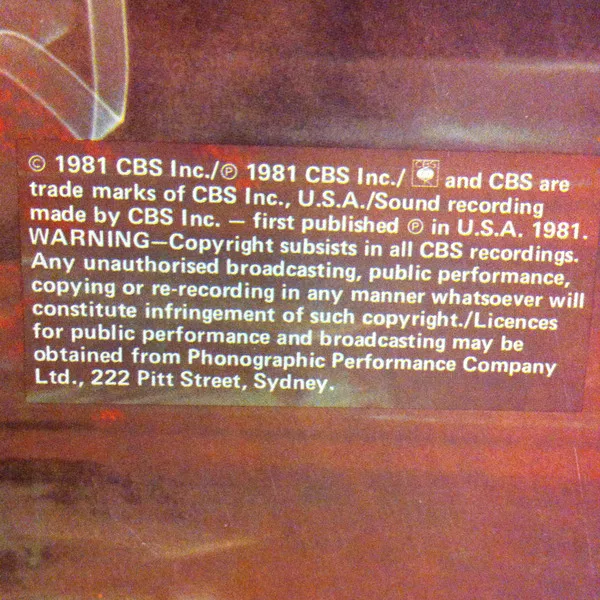 © 1981 CBS Inc./℗ 1981 CBS Inc./ CBS and CBS are
trade marks of CBS Inc., U.S.A./Sound recording
made by CBS Inc. — first published ℗ in U.S.A. 1981.
WARNING—Copyright subsists in all CBS recordings.
Any unauthorised broadcasting, public performance,
copying or re-recording in any manner whatsoever will
constitute infringement of such copyright./Licences
for public performance and broadcasting may be
obtained from Phonographic Performance Company
Ltd., 222 Pitt Street, Sydney.